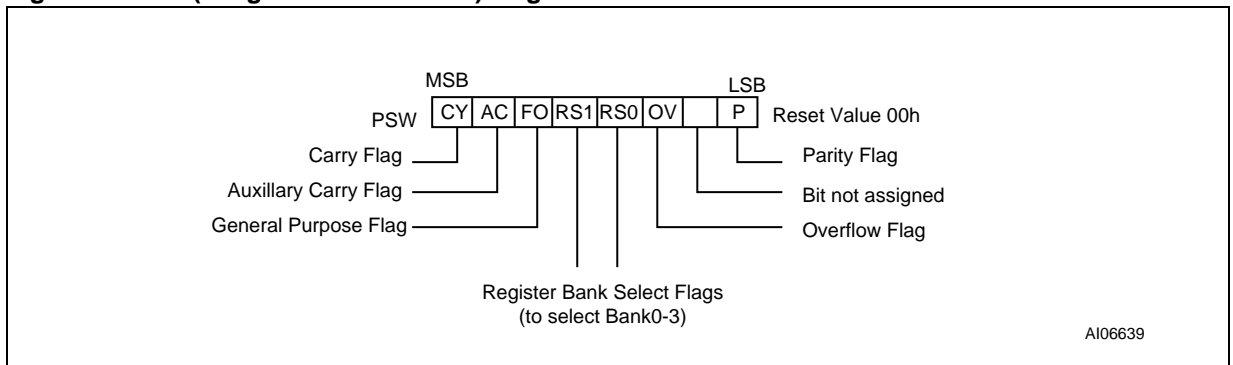 MSB LSB
PSW CY AC FO RS1 RS0 OV P Reset Value 00h
Carry Flag Parity Flag
Auxillary Carry Flag Bit not assigned
General Purpose Flag Overflow Flag
Register Bank Select Flags
(to select Bank0-3)
AI06639